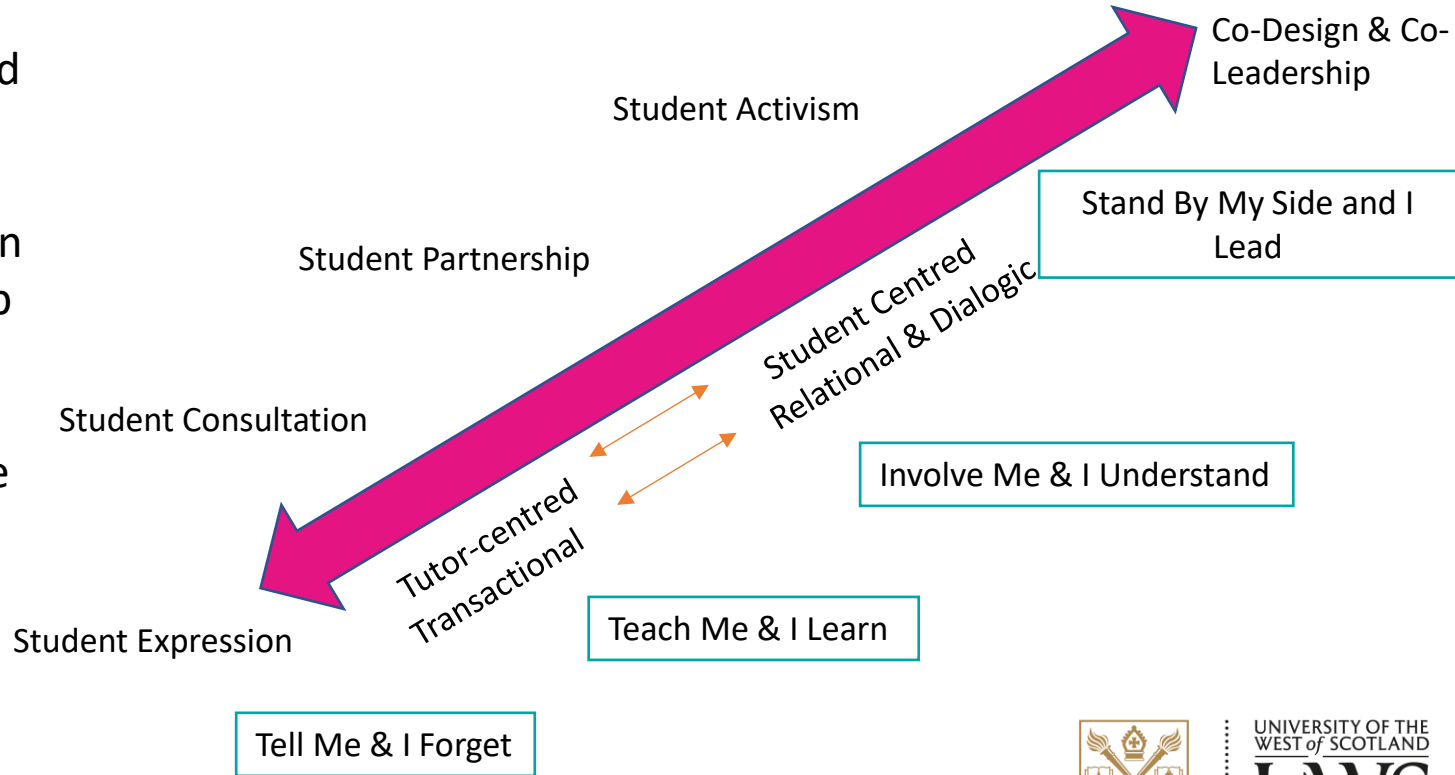 Co-Design & Co-
Leadership
Student Activism
Stand By My Side and I
Lead
Student Partnership
Student Centred
Relational & Dialogic
Student Consultation
Involve Me & I Understand
Tutor-centred
Transactional
Teach Me & I Learn
Student Expression
Tell Me & I Forget
UNIVERSITY OF THE
WEST of SCOTLAND